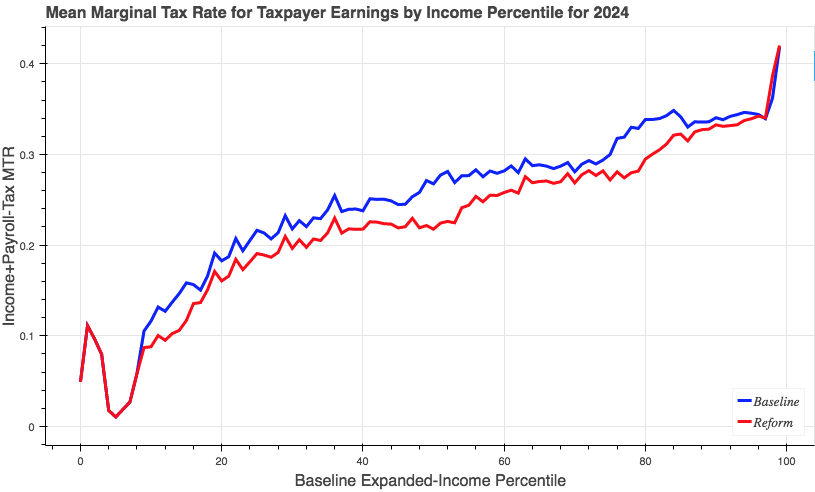 Mean Marginal Tax Rate for Taxpayer Earnings by Income Percentile for 2024
Income+Payroll-Tax MTR
0.4
0.3
0.2
0.1
0
0
20
40
60
80
100
Baseline Expanded-Income Percentile
Baseline
Reform